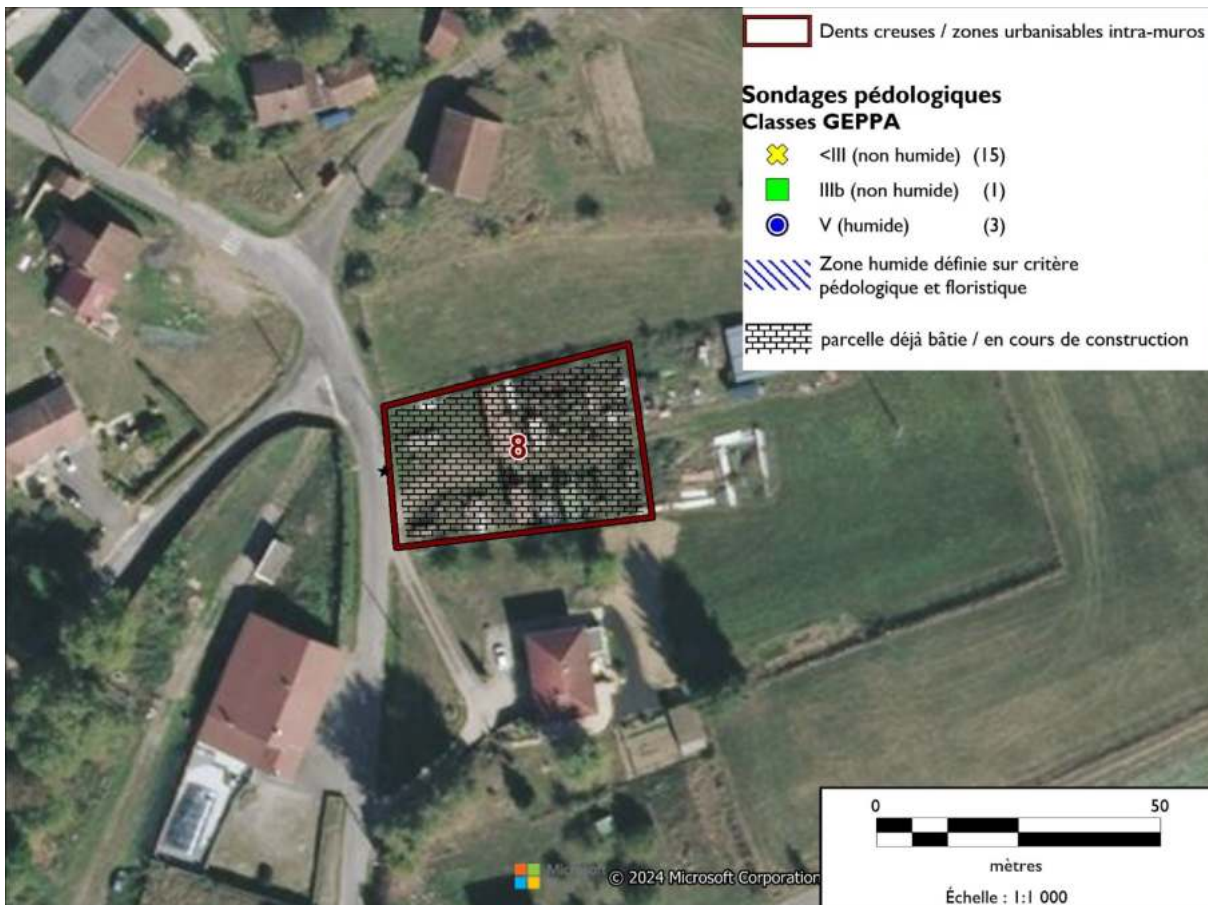 Dents creuses / zones urbanisables intra-muros
Sondages pédologiques
Classes GEPPA
<III (non humide) (15)
IIIb (non humide) (1)
V (humide) (3)
Zone humide définie sur critère
pédologique et floristique
parcelle déjà bâtie / en cours de construction
8
0 50
mètres
Échelle : 1:1 000
© 2024 Microsoft Corporation